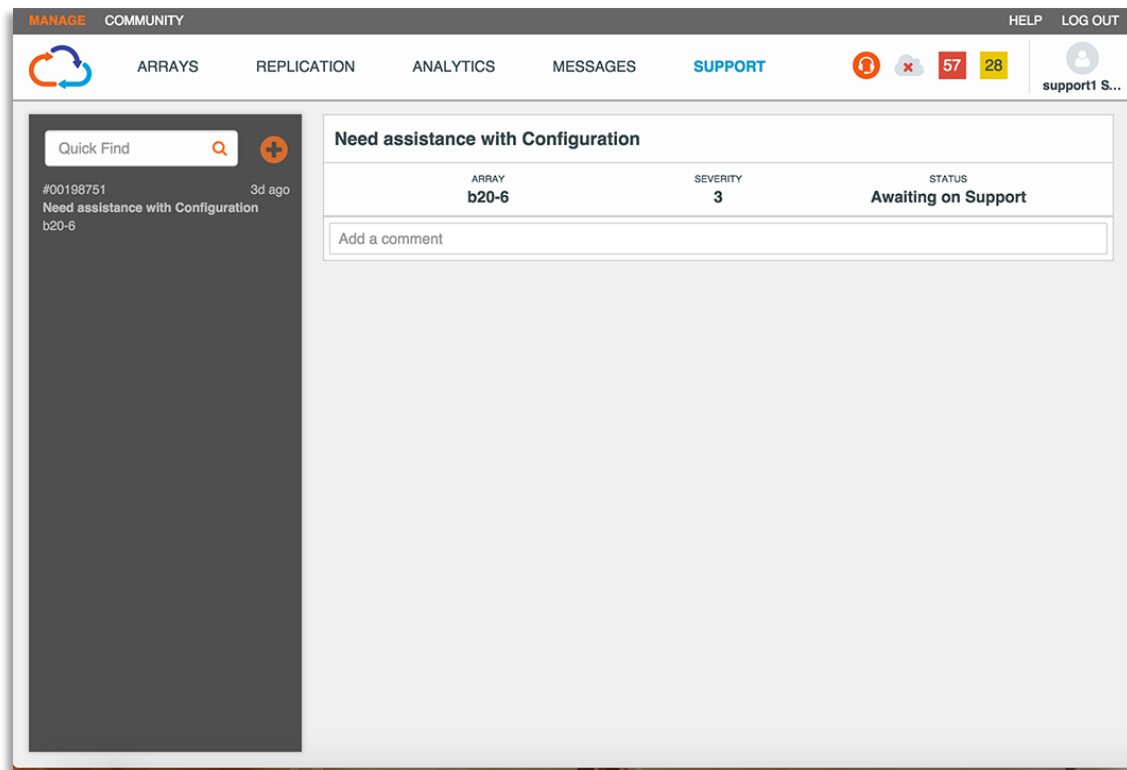 MANAGE COMMUNITY HELP LOG OUT
ARRAYS REPLICATION ANALYTICS MESSAGES SUPPORT 57 28
support1 S...
Quick Find
#00198751 3d ago
Need assistance with Configuration
b20-6
Need assistance with Configuration
ARRAY SEVERITY STATUS
b20-6 3 Awaiting on Support
Add a comment